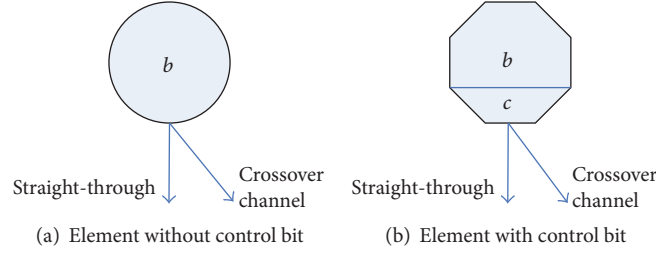 b
Straight-through
Crossover
channel
(a) Element without control bit
b
c
Straight-through
Crossover
channel
(b) Element with control bit